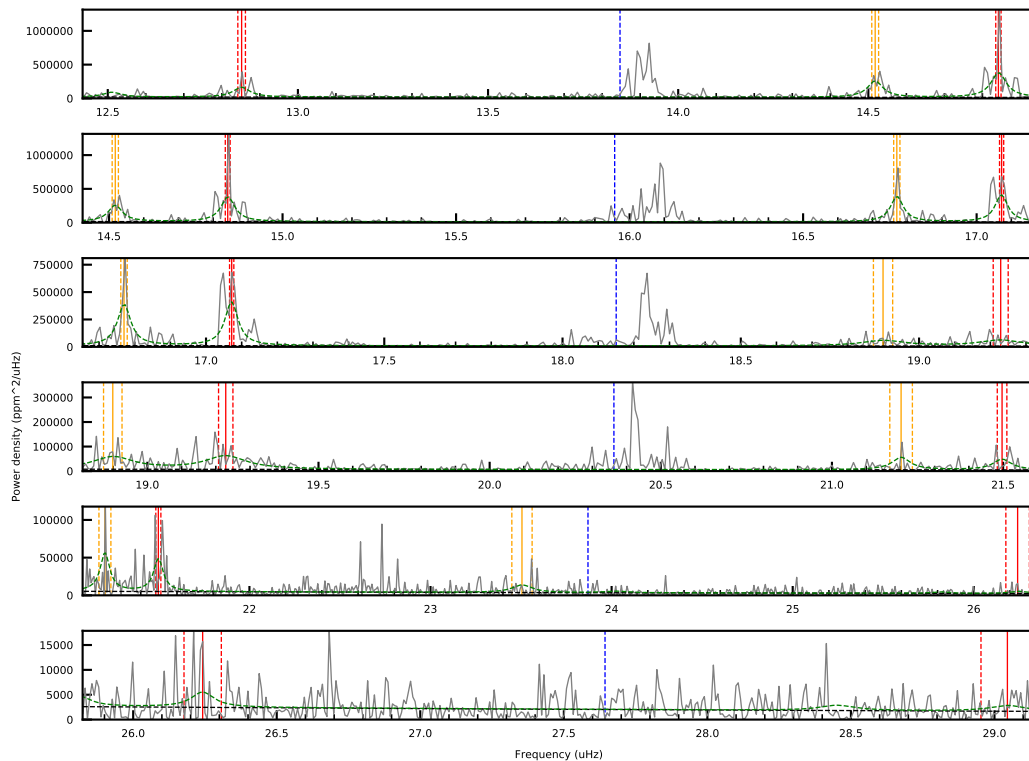 1000000
500000
0
12.5 13.0 13.5 14.0 14.5
1000000
500000
0
14.5 15.0 15.5 16.0 16.5 17.0
750000
500000
250000
0
17.0 17.5 18.0 18.5 19.0
Power density (ppm^2/uHz)
300000
200000
100000
0
19.0 19.5 20.0 20.5 21.0 21.5
100000
50000
0
22 23 24 25 26
15000
10000
5000
0
26.0 26.5 27.0 27.5 28.0 28.5 29.0
Frequency (uHz)